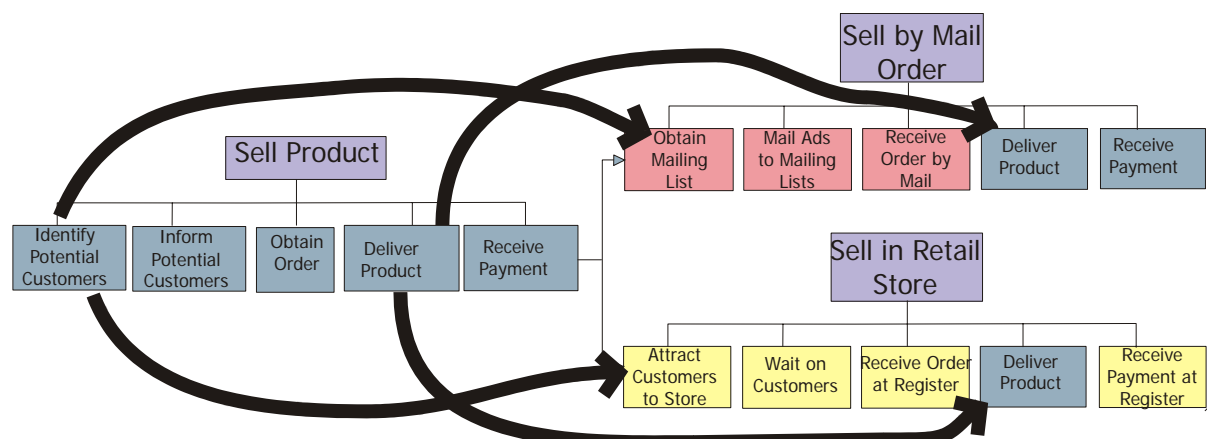 Sell by Mail
Order
Obtain
Mailing
List
Mail Ads
to Mailing
Lists
Receive
Order by
Mail
Deliver
Product
Receive
Payment
Sell Product
Identify
Potential
Customers
Inform
Potential
Customers
Obtain
Order
Deliver
Product
Receive
Payment
Sell in Retail
Store
Attract
Customers
to Store
Wait on
Customers
Receive Order
at Register
Deliver
Product
Receive
Payment at
Register